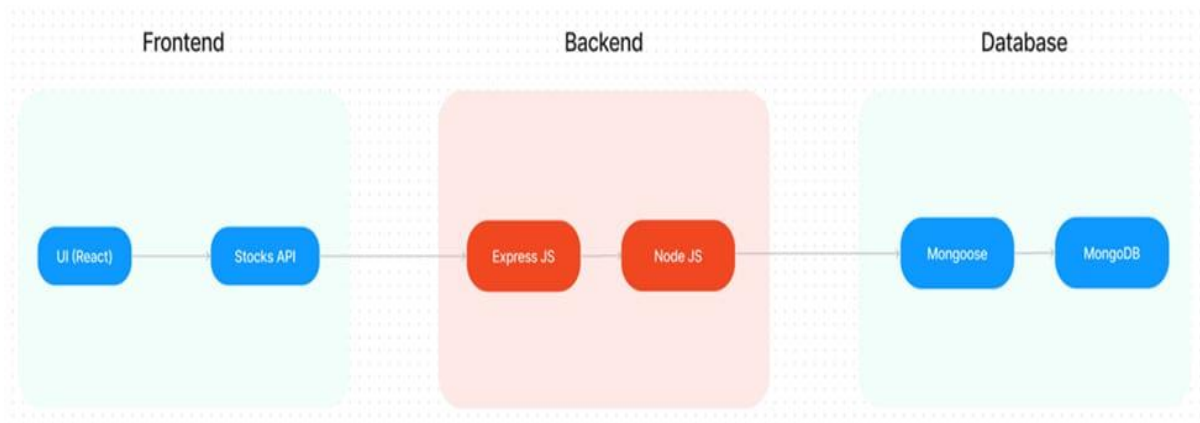 Frontend
Backend
Database
UI (React)
Stocks API
Express JS
Node JS
Mongoose
MongoDB